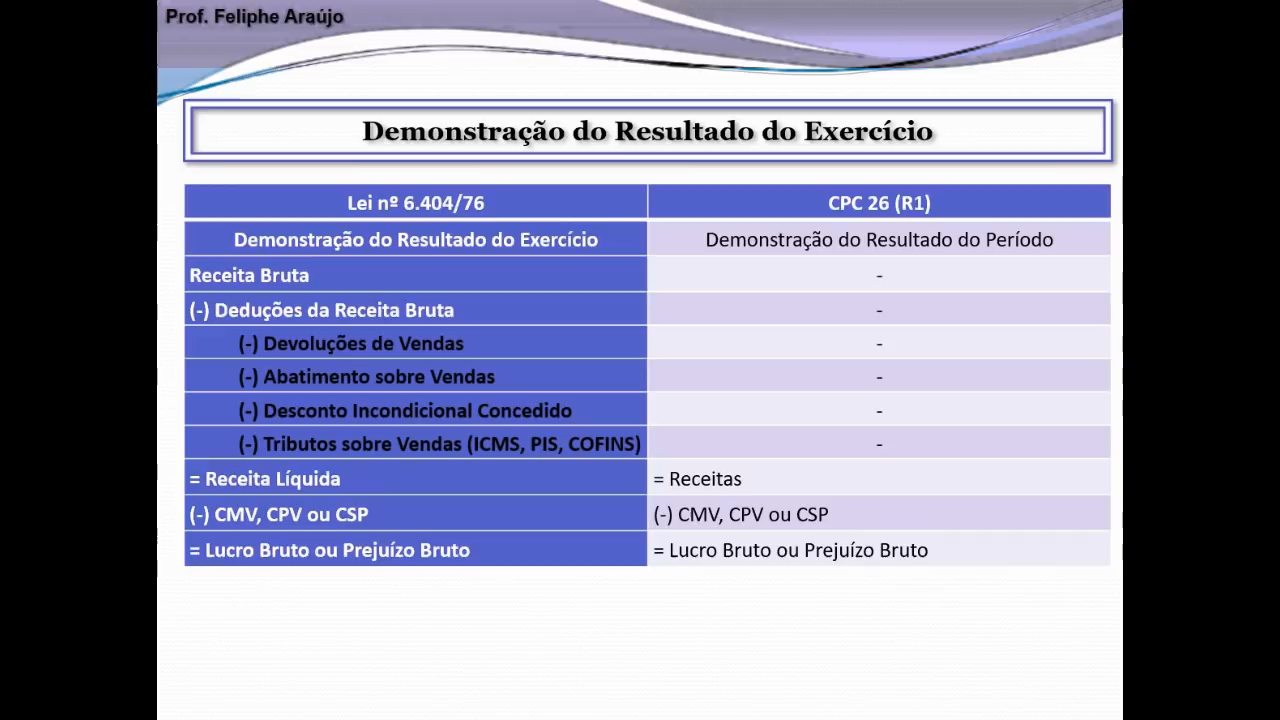 Prof. Feliphe Araújo
Demonstração do Resultado do Exercício
Lei nº 6.404/76 CPC 26 (R1)
Demonstração do Resultado do Exercício Demonstração do Resultado do Período
Receita Bruta -
(-) Deduções da Receita Bruta -
(-) Devoluções de Vendas -
(-) Abatimento sobre Vendas -
(-) Desconto Incondicional Concedido -
(-) Tributos sobre Vendas (ICMS, PIS, COFINS) -
= Receita Líquida = Receitas
(-) CMV, CPV ou CSP (-) CMV, CPV ou CSP
= Lucro Bruto ou Prejuízo Bruto = Lucro Bruto ou Prejuízo Bruto